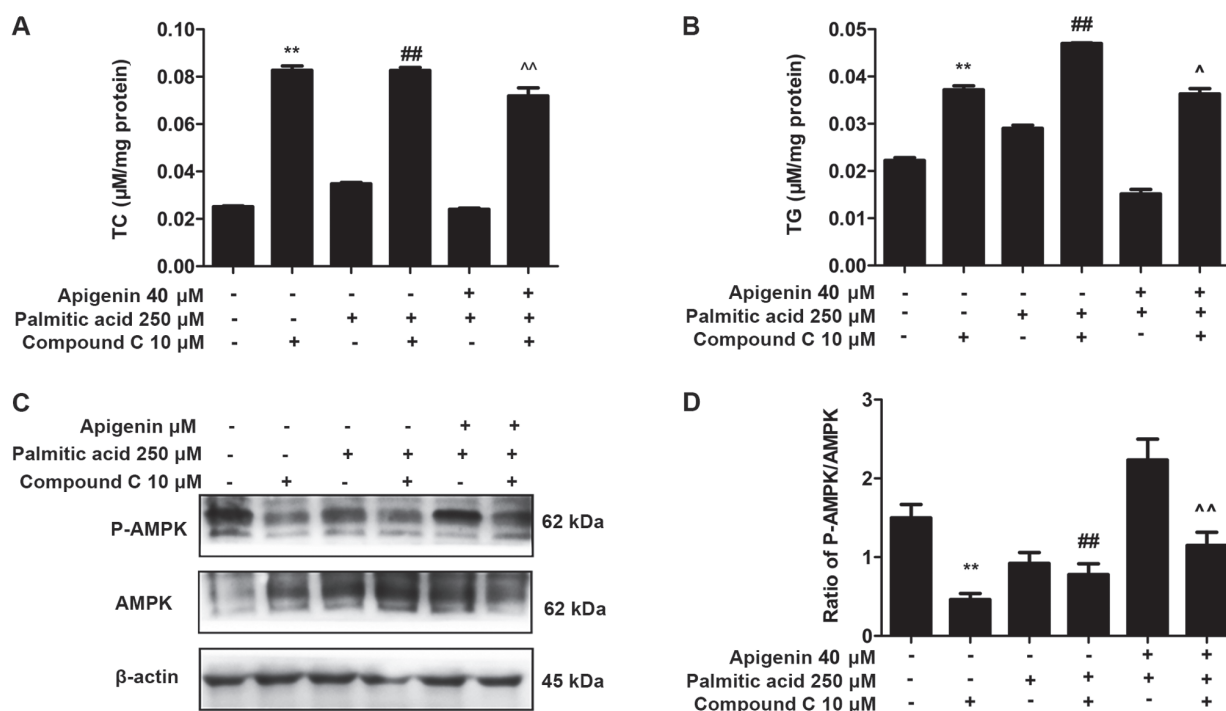 A
TC (µM/mg protein)
0.10
0.08
0.06
0.04
0.02
0.00
** ## ^^
Apigenin 40 µM - - - - + +
Palmitic acid 250 µM - - + + + +
Compound C 10 µM - + - + - +
B
TG (µM/mg protein)
0.05
0.04
0.03
0.02
0.01
0.00
** ## ^
Apigenin 40 µM - - - - + +
Palmitic acid 250 µM - - + + + +
Compound C 10 µM - + - + - +
C
Apigenin µM - - - - + +
Palmitic acid 250 µM - - + + + +
Compound C 10 µM - + - + - +
P-AMPK 62 kDa
AMPK 62 kDa
β-actin 45 kDa
D
Ratio of P-AMPK/AMPK
3
2
1
0
** ## ^^
Apigenin 40 µM - - - - + +
Palmitic acid 250 µM - - + + + +
Compound C 10 µM - + - + - +